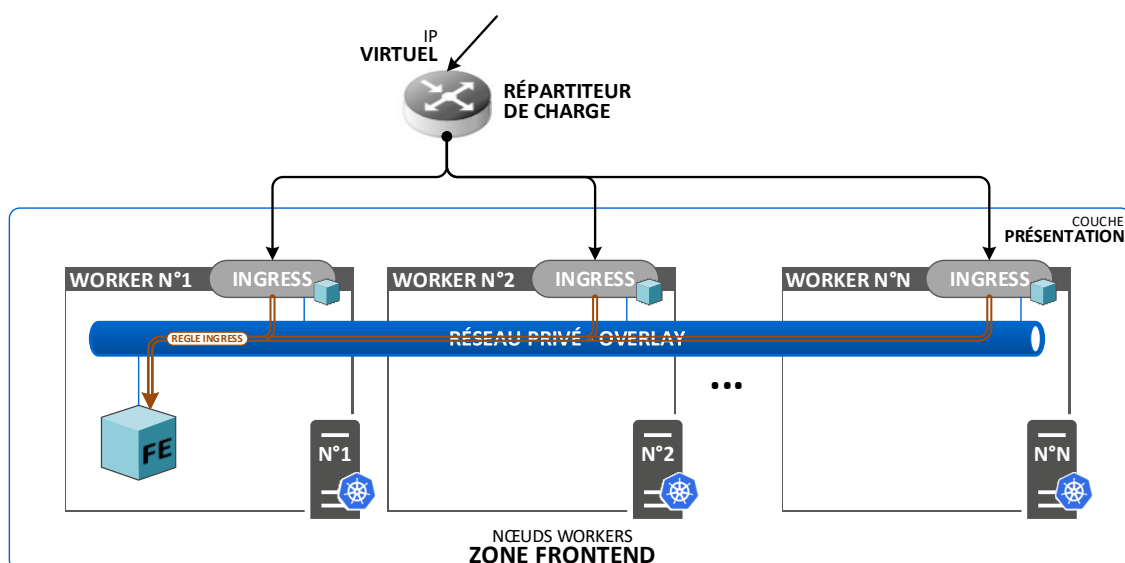 IP
VIRTUEL
RÉPARTITEUR
DE CHARGE
COUCHE
PRÉSENTATION
WORKER N°1
INGRESS
WORKER N°2
INGRESS
WORKER N°N
INGRESS
REGLE INGRESS
RÉSEAU PRIVÉ OVERLAY
FE
N°1
N°2
...
N°N
NŒUDS WORKERS
ZONE FRONTEND